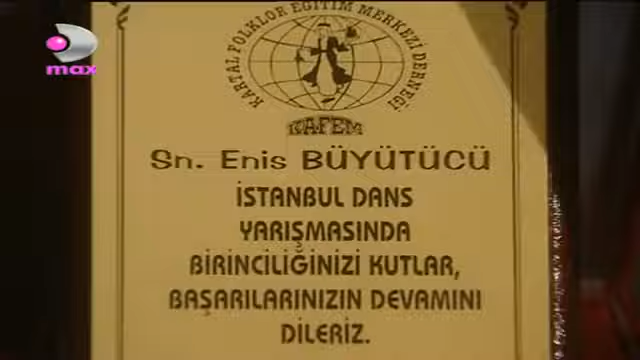 KARTAL FOLKLOR EĞİTİM MERKEZİ DERNEĞİ
max
KAFEM
Sn. Enis BÜYÜTÜCÜ
İSTANBUL DANS
YARIŞMASINDA
BİRİNCİLİĞİNİZİ KUTLAR,
BAŞARILARINIZIN DEVAMINI
DİLERİZ.